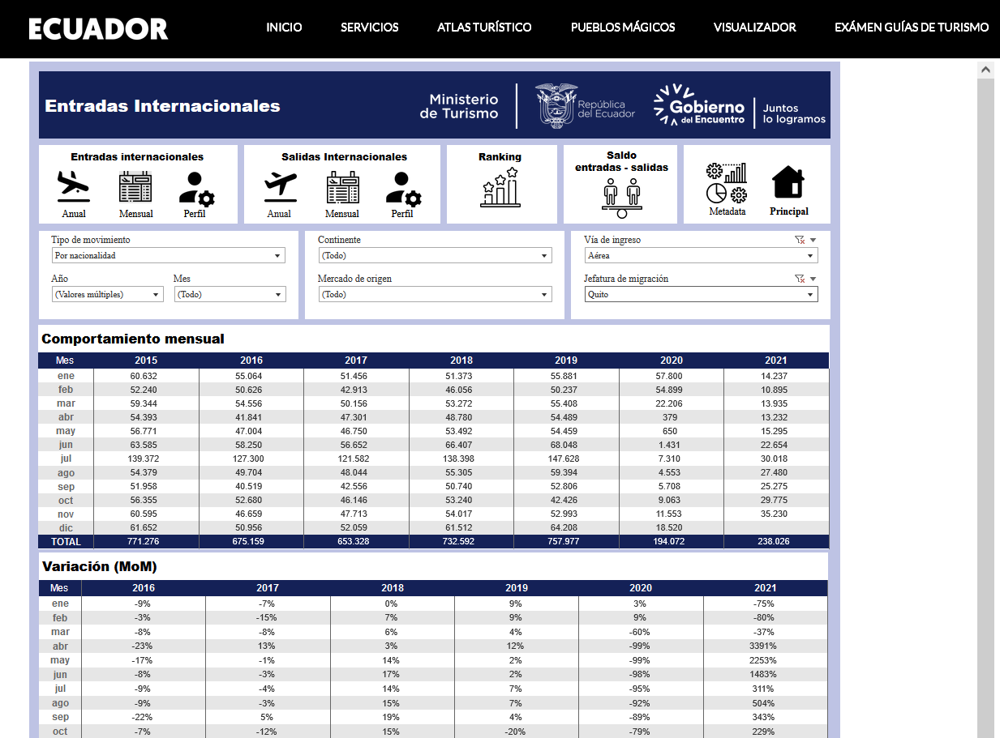 ECUADOR INICIO SERVICIOS ATLAS TURÍSTICO PUEBLOS MÁGICOS VISUALIZADOR EXÁMEN GUÍAS DE TURISMO
Entradas Internacionales
Ministerio
de Turismo
República
del Ecuador
Gobierno
del Encuentro
Juntos
lo logramos
Entradas internacionales
Anual Mensual Perfil
Salidas Internacionales
Anual Mensual Perfil
Ranking
Saldo
entradas - salidas
Metadata Principal
Tipo de movimiento
Por nacionalidad
Año Mes
(Valores múltiples) (Todo)
Continente
(Todo)
Mercado de origen
(Todo)
Vía de ingreso
Aérea
Jefatura de migración
Quito
Comportamiento mensual
Mes 2015 2016 2017 2018 2019 2020 2021
ene 60.632 55.064 51.456 51.373 55.881 57.800 14.237
feb 52.240 50.626 42.913 46.056 50.237 54.899 10.895
mar 59.344 54.556 50.156 53.272 55.408 22.206 13.935
abr 54.393 41.841 47.301 48.780 54.489 379 13.232
may 56.771 47.004 46.750 53.492 54.459 650 15.295
jun 63.585 58.250 56.652 66.407 68.048 1.431 22.654
jul 139.372 127.300 121.582 138.398 147.628 7.310 30.018
ago 54.379 49.704 48.044 55.305 59.394 4.553 27.480
sep 51.958 40.519 42.556 50.740 52.806 5.708 25.275
oct 56.355 52.680 46.146 53.240 42.426 9.063 29.775
nov 60.595 46.659 47.713 54.017 52.993 11.553 35.230
dic 61.652 50.956 52.059 61.512 64.208 18.520
TOTAL 771.276 675.159 653.328 732.592 757.977 194.072 238.026
Variación (MoM)
Mes 2016 2017 2018 2019 2020 2021
ene -9% -7% 0% 9% 3% -75%
feb -3% -15% 7% 9% 9% -80%
mar -8% -8% 6% 4% -60% -37%
abr -23% 13% 3% 12% -99% 3391%
may -17% -1% 14% 2% -99% 2253%
jun -8% -3% 17% 2% -98% 1483%
jul -9% -4% 14% 7% -95% 311%
ago -9% -3% 15% 7% -92% 504%
sep -22% 5% 19% 4% -89% 343%
oct -7% -12% 15% -20% -79% 229%